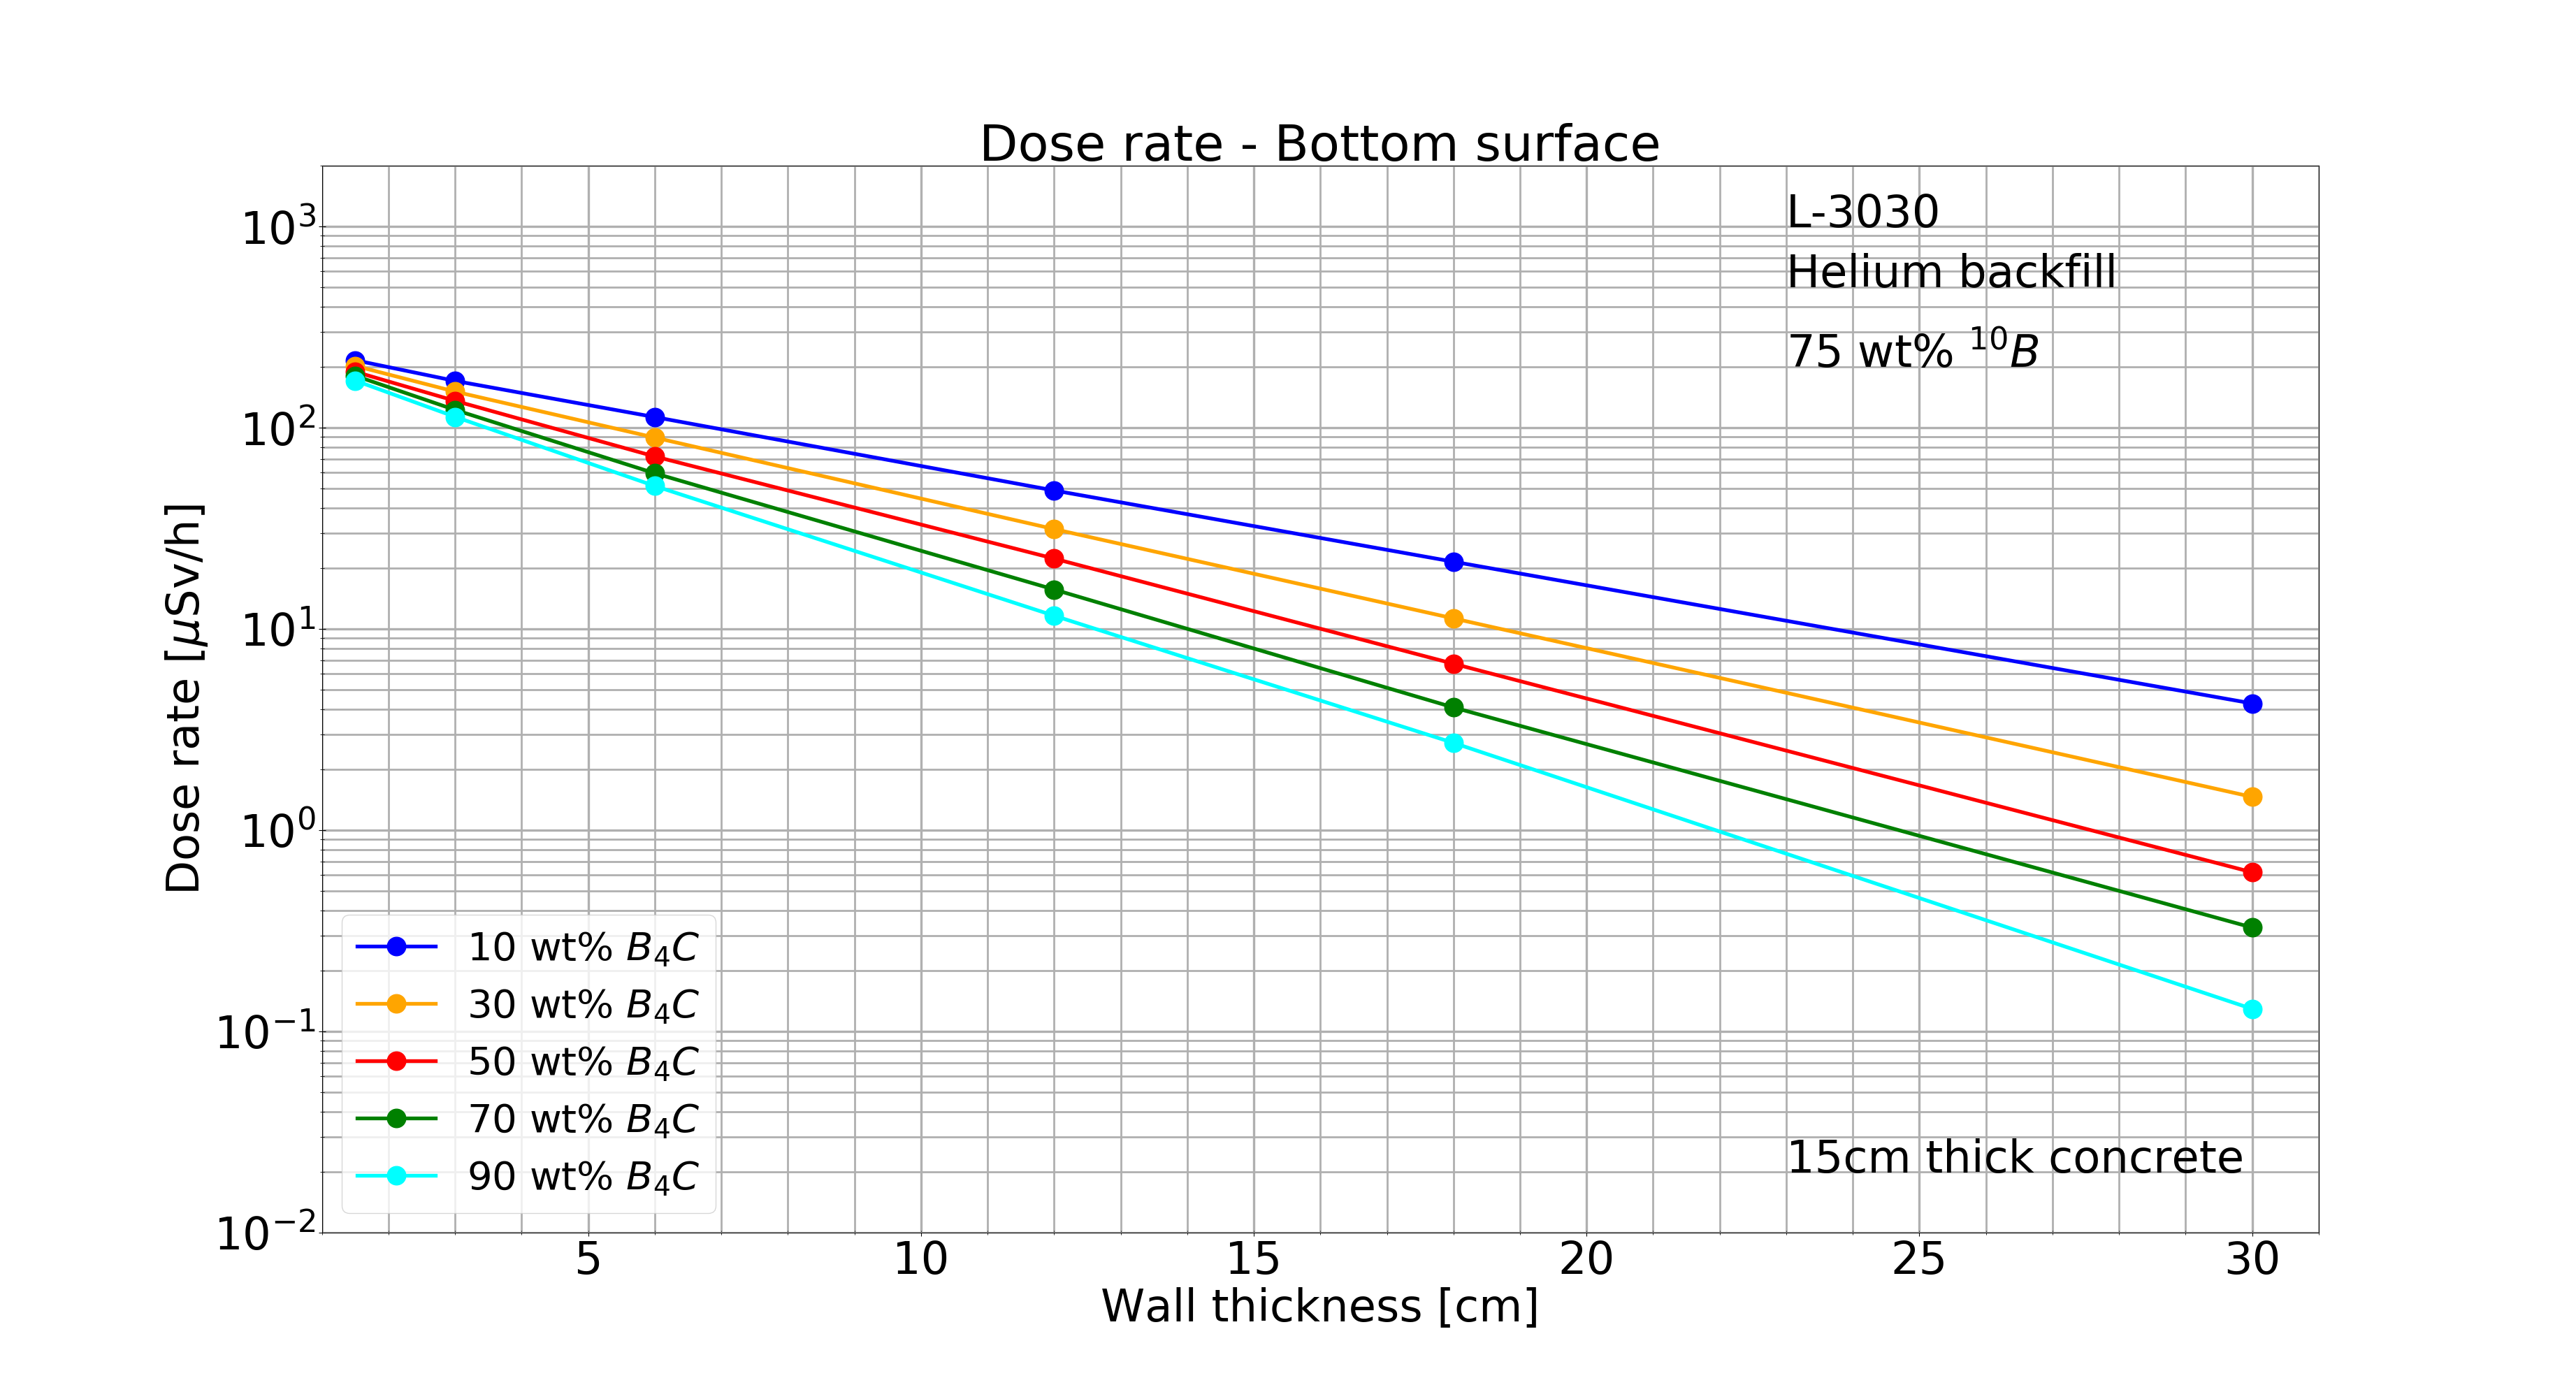 Dose rate - Bottom surface
L-3030
Helium backfill
75 wt% ¹⁰B
10³
10²
10¹
10⁰
10⁻¹
10⁻²
Dose rate [μSv/h]
10 wt% B₄C
30 wt% B₄C
50 wt% B₄C
70 wt% B₄C
90 wt% B₄C
15cm thick concrete
5 10 15 20 25 30
Wall thickness [cm]